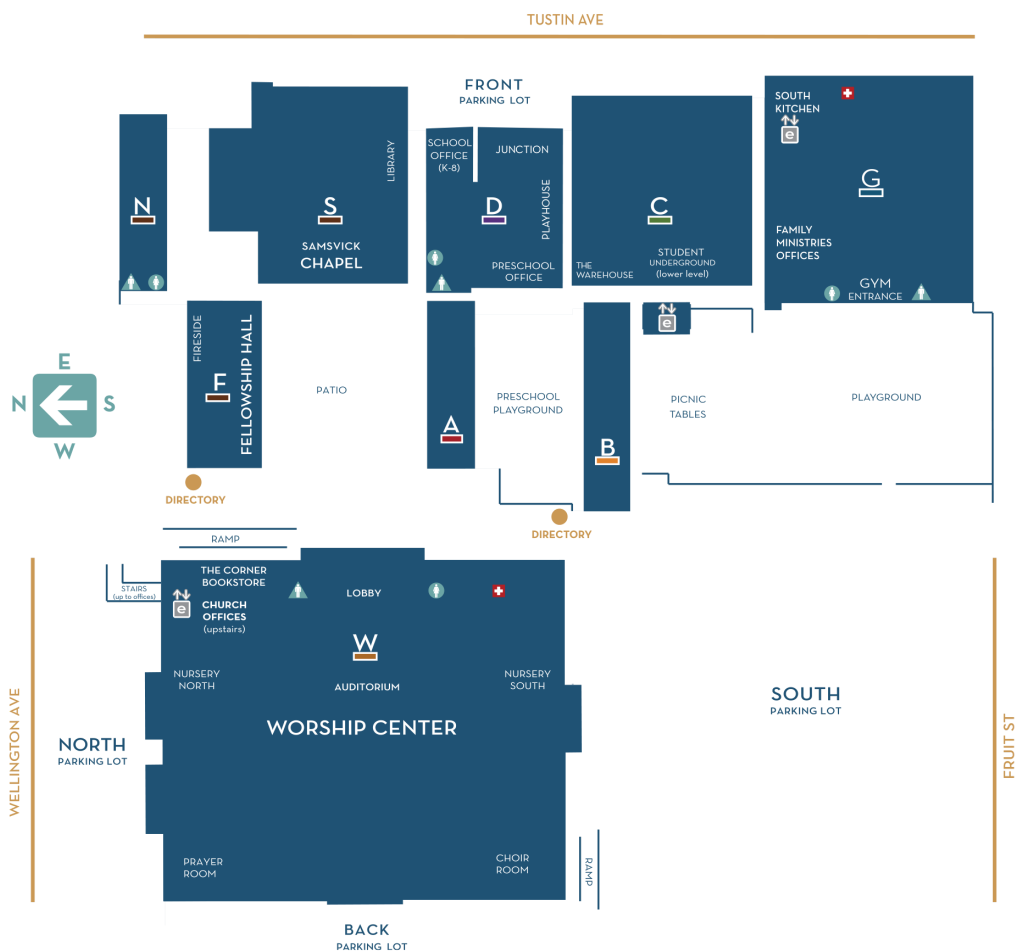 TUSTIN AVE
FRONT
PARKING LOT
SOUTH
KITCHEN
e
G
FAMILY
MINISTRIES
OFFICES
GYM
ENTRANCE
N
S
SAMSVICK
CHAPEL
LIBRARY
SCHOOL
OFFICE
(K-8)
JUNCTION
D
PLAYHOUSE
PRESCHOOL
OFFICE
C
THE
WAREHOUSE
STUDENT
UNDERGROUND
(lower level)
e
E
N
S
W
FIRESIDE
F
FELLOWSHIP HALL
PATIO
A
PRESCHOOL
PLAYGROUND
B
PICNIC
TABLES
PLAYGROUND
DIRECTORY
DIRECTORY
RAMP
STAIRS
(up to offices)
THE CORNER
BOOKSTORE
e
CHURCH
OFFICES
(upstairs)
LOBBY
W
AUDITORIUM
NURSERY
NORTH
NURSERY
SOUTH
WORSHIP CENTER
PRAYER
ROOM
CHOIR
ROOM
RAMP
WELLINGTON AVE
NORTH
PARKING LOT
SOUTH
PARKING LOT
FRUIT ST
BACK
PARKING LOT